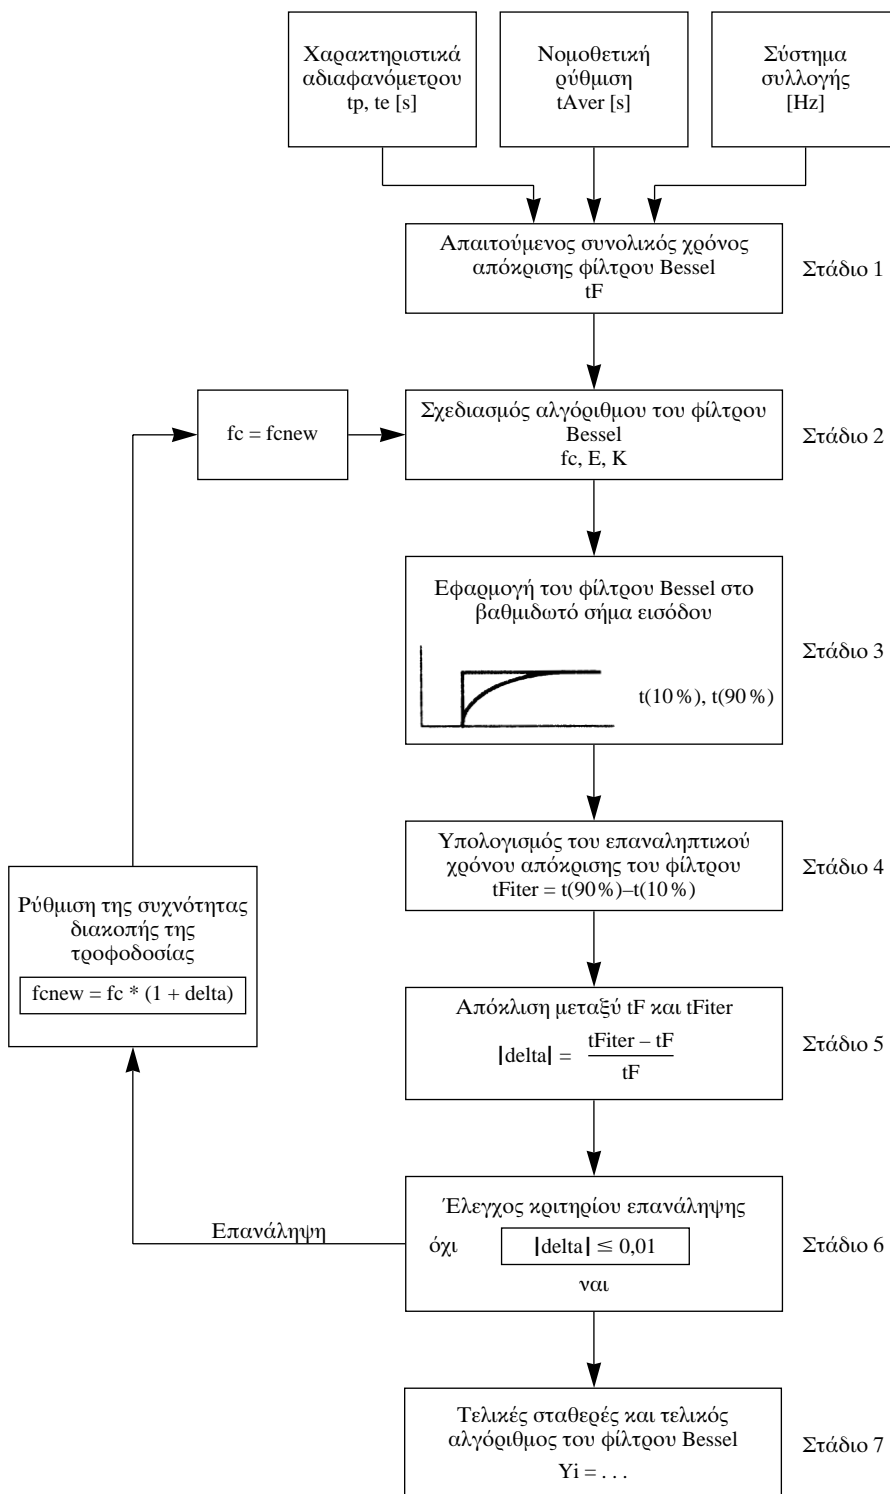 Χαρακτηριστικά
αδιαφανόμετρου
tp, te [s]
Νομοθετική
ρύθμιση
tAver [s]
Σύστημα
συλλογής
[Hz]
Απαιτούμενος συνολικός χρόνος
απόκρισης φίλτρου Bessel
tF
Στάδιο 1
fc = fcnew
Σχεδιασμός αλγόριθμου του φίλτρου
Bessel
fc, E, K
Στάδιο 2
Εφαρμογή του φίλτρου Bessel στο
βαθμιδωτό σήμα εισόδου
t(10 %), t(90 %)
Στάδιο 3
Υπολογισμός του επαναληπτικού
χρόνου απόκρισης του φίλτρου
tFiter = t(90 %)–t(10 %)
Στάδιο 4
Ρύθμιση της συχνότητας
διακοπής της
τροφοδοσίας
fcnew = fc * (1 + delta)
Απόκλιση μεταξύ tF και tFiter
|delta| = tFiter – tF
tF
Στάδιο 5
Έλεγχος κριτηρίου επανάληψης
Επανάληψη
όχι |delta| ≤ 0,01
ναι
Στάδιο 6
Τελικές σταθερές και τελικός
αλγόριθμος του φίλτρου Bessel
Yi = . . .
Στάδιο 7